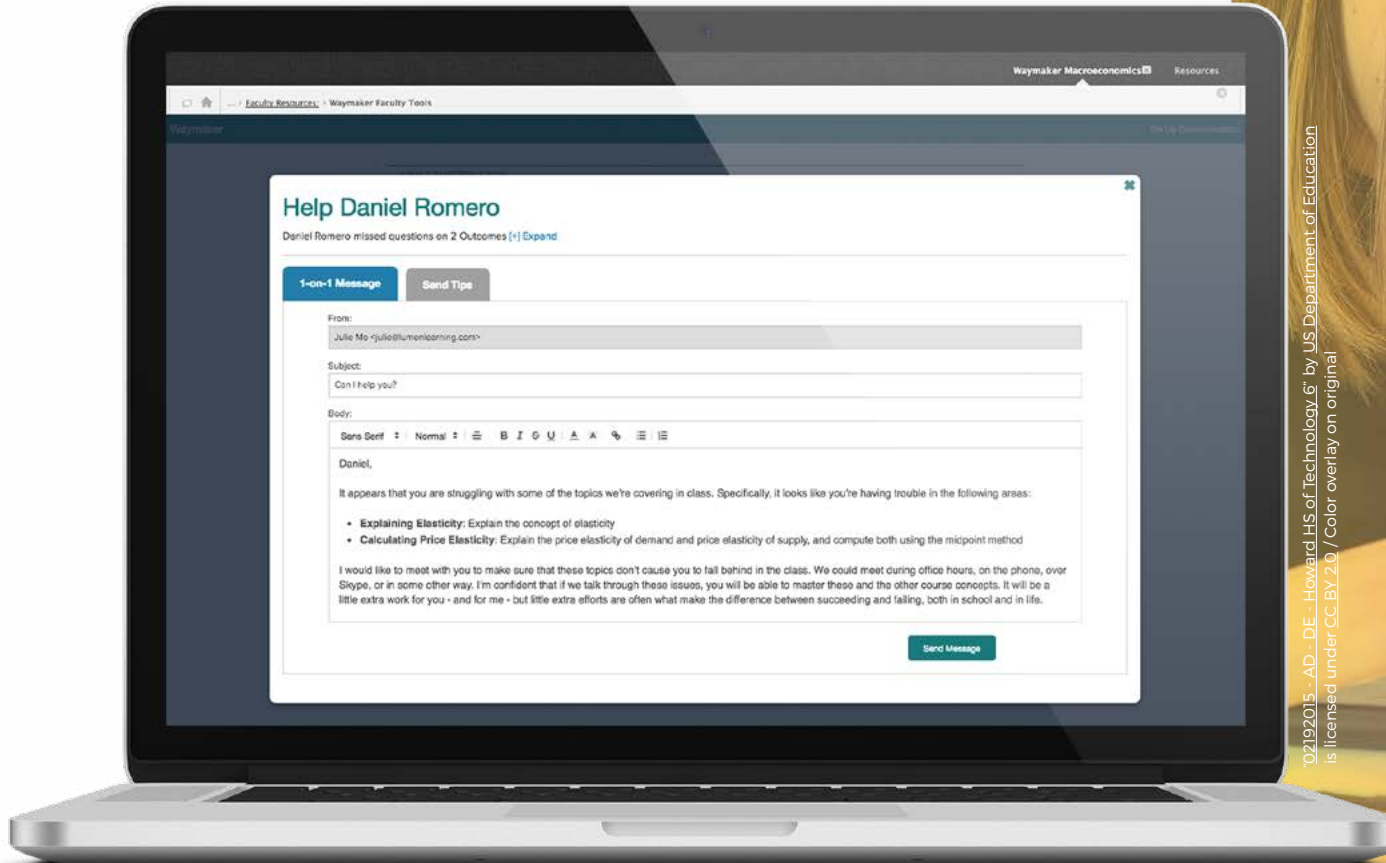 Waymaker Macroeconomics Resources
... / Faculty Resources: › Waymaker Faculty Tools
Waymaker
Help Daniel Romero
Daniel Romero missed questions on 2 Outcomes [+] Expand
1-on-1 Message Send Tips
From:
Julie Mo <julie@lumenlearning.com>
Subject:
Can I help you?
Body:
Sans Serif Normal B I S U A A
Daniel,
It appears that you are struggling with some of the topics we're covering in class. Specifically, it looks like you're having trouble in the following areas:
• Explaining Elasticity: Explain the concept of elasticity
• Calculating Price Elasticity: Explain the price elasticity of demand and price elasticity of supply, and compute both using the midpoint method
I would like to meet with you to make sure that these topics don't cause you to fall behind in the class. We could meet during office hours, on the phone, over
Skype, or in some other way. I'm confident that if we talk through these issues, you will be able to master these and the other course concepts. It will be a
little extra work for you - and for me - but little extra efforts are often what make the difference between succeeding and failing, both in school and in life.
Send Message
"02192015 - AD - DE - Howard HS of Technology 6" by US Department of Education
is licensed under CC BY 2.0 / Color overlay on original